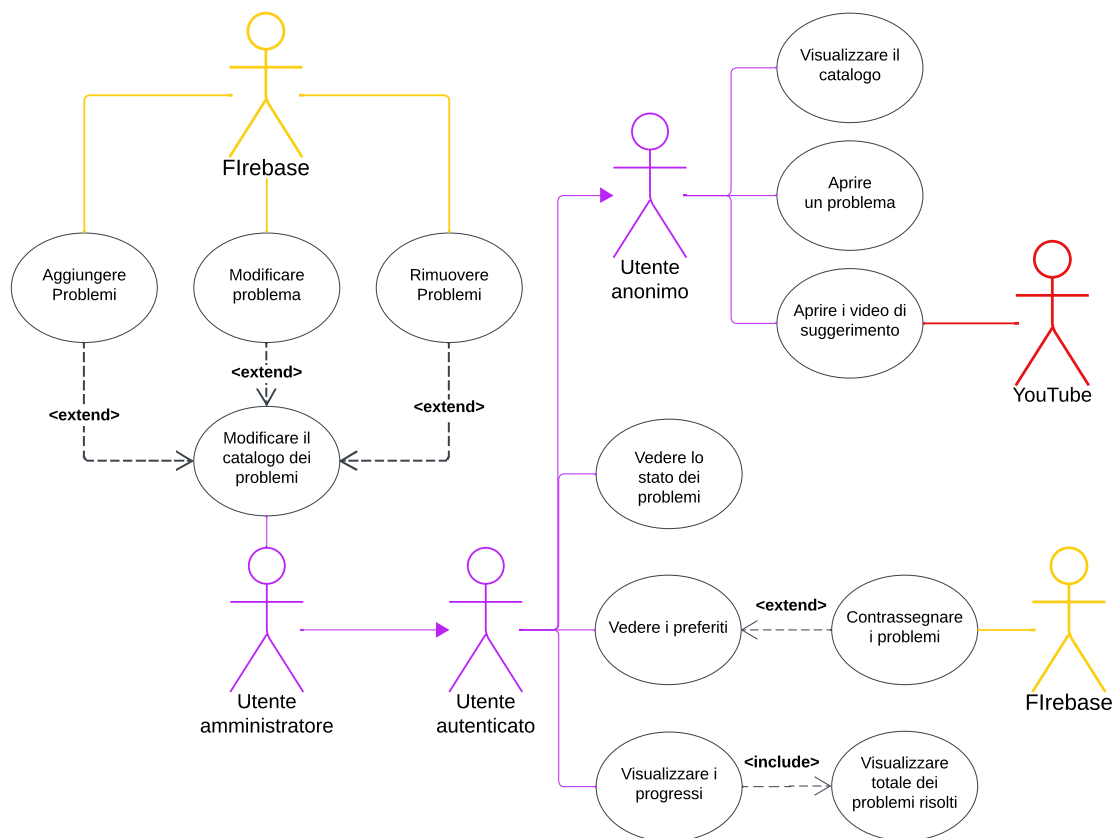 FIrebase
Aggiungere
Problemi
Modificare
problema
Rimuovere
Problemi
<extend>
<extend>
<extend>
Modificare il
catalogo dei
problemi
Utente
amministratore
Utente
autenticato
Utente
anonimo
Visualizzare il
catalogo
Aprire
un problema
Aprire i video di
suggerimento
YouTube
Vedere lo
stato dei
problemi
Vedere i preferiti
<extend>
Contrassegnare
i problemi
FIrebase
Visualizzare i
progressi
<include>
Visualizzare
totale dei
problemi risolti